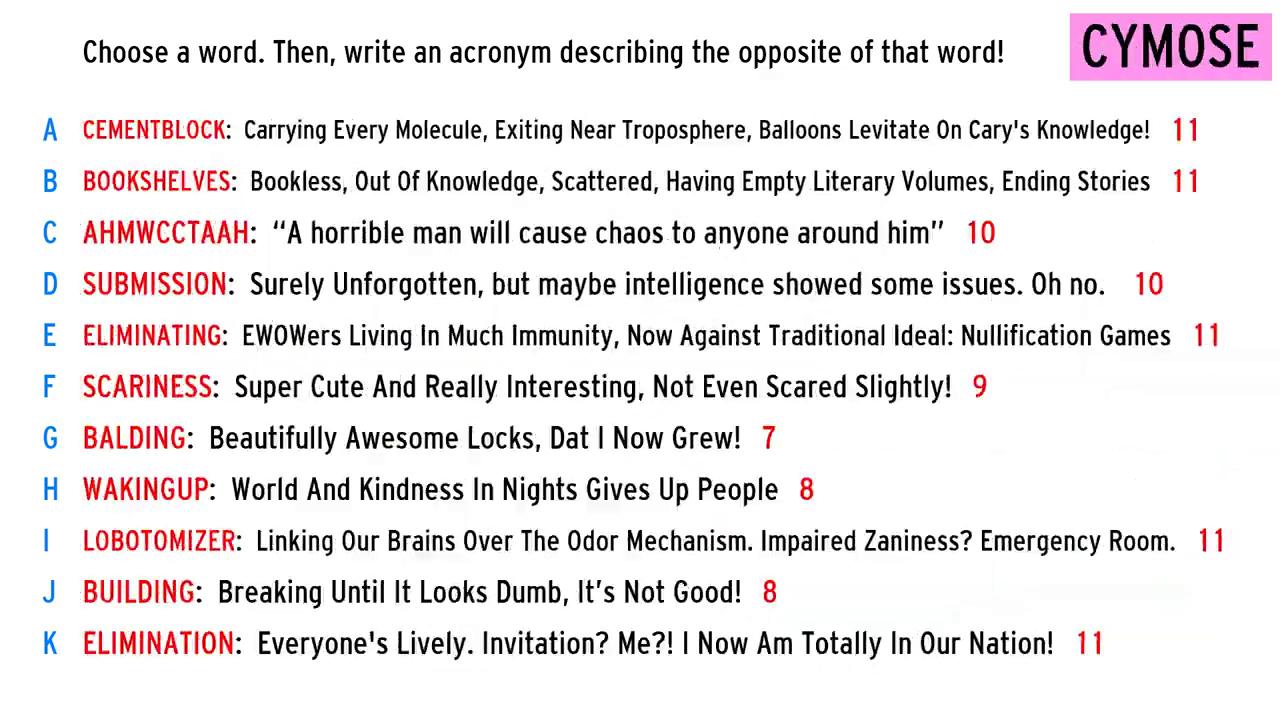 Choose a word. Then, write an acronym describing the opposite of that word!
CYMOSE
A CEMENTBLOCK: Carrying Every Molecule, Exiting Near Troposphere, Balloons Levitate On Cary's Knowledge! 11
B BOOKSHELVES: Bookless, Out Of Knowledge, Scattered, Having Empty Literary Volumes, Ending Stories 11
C AHMWCCTAAH: “A horrible man will cause chaos to anyone around him” 10
D SUBMISSION: Surely Unforgotten, but maybe intelligence showed some issues. Oh no. 10
E ELIMINATING: EWOWers Living In Much Immunity, Now Against Traditional Ideal: Nullification Games 11
F SCARINESS: Super Cute And Really Interesting, Not Even Scared Slightly! 9
G BALDING: Beautifully Awesome Locks, Dat I Now Grew! 7
H WAKINGUP: World And Kindness In Nights Gives Up People 8
I LOBOTOMIZER: Linking Our Brains Over The Odor Mechanism. Impaired Zaniness? Emergency Room. 11
J BUILDING: Breaking Until It Looks Dumb, It’s Not Good! 8
K ELIMINATION: Everyone's Lively. Invitation? Me?! I Now Am Totally In Our Nation! 11